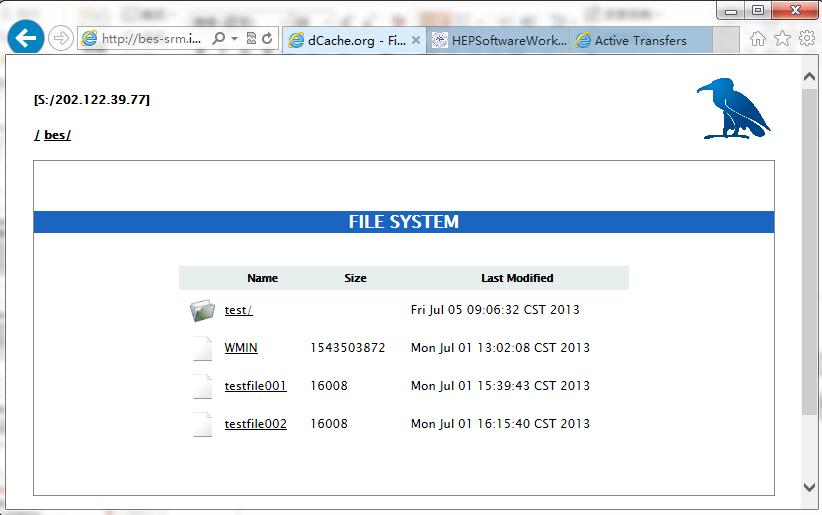 http://bes-srm.i...
dCache.org - Fi...
HEPSoftwareWork...
Active Transfers
[S:/202.122.39.77]
/ bes/
FILE SYSTEM
Name Size Last Modified
test/ Fri Jul 05 09:06:32 CST 2013
WMIN 1543503872 Mon Jul 01 13:02:08 CST 2013
testfile001 16008 Mon Jul 01 15:39:43 CST 2013
testfile002 16008 Mon Jul 01 16:15:40 CST 2013